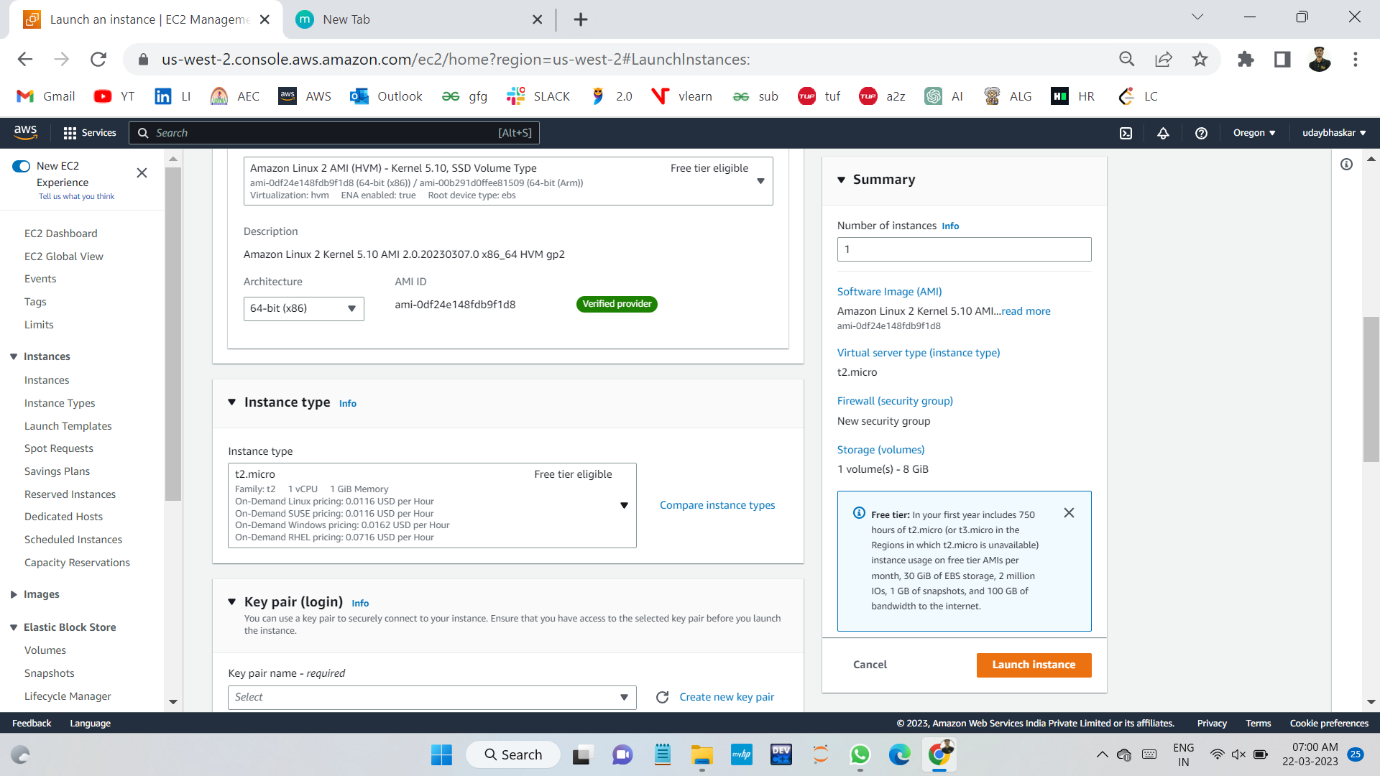 Launch an instance | EC2 Manageme
m New Tab
us-west-2.console.aws.amazon.com/ec2/home?region=us-west-2#LaunchInstances:
Gmail YT LI AEC aws AWS Outlook gfg SLACK 2.0 vlearn sub TUF tuf TUF a2z AI ALG HR LC
aws Services Search [Alt+S] Oregon udaybhaskar
New EC2
Experience
Tell us what you think
EC2 Dashboard
EC2 Global View
Events
Tags
Limits
Instances
Instances
Instance Types
Launch Templates
Spot Requests
Savings Plans
Reserved Instances
Dedicated Hosts
Scheduled Instances
Capacity Reservations
Images
Elastic Block Store
Volumes
Snapshots
Lifecycle Manager
Amazon Linux 2 AMI (HVM) - Kernel 5.10, SSD Volume Type Free tier eligible
ami-0df24e148fdb9f1d8 (64-bit (x86)) / ami-00b291d0ffee81509 (64-bit (Arm))
Virtualization: hvm ENA enabled: true Root device type: ebs
Description
Amazon Linux 2 Kernel 5.10 AMI 2.0.20230307.0 x86_64 HVM gp2
Architecture AMI ID
64-bit (x86) ami-0df24e148fdb9f1d8 Verified provider
Instance type Info
Instance type
t2.micro Free tier eligible
Family: t2 1 vCPU 1 GiB Memory
On-Demand Linux pricing: 0.0116 USD per Hour
On-Demand SUSE pricing: 0.0116 USD per Hour
On-Demand Windows pricing: 0.0162 USD per Hour
On-Demand RHEL pricing: 0.0716 USD per Hour
Compare instance types
Key pair (login) Info
You can use a key pair to securely connect to your instance. Ensure that you have access to the selected key pair before you launch
the instance.
Key pair name - required
Select Create new key pair
Summary
Number of instances Info
1
Software Image (AMI)
Amazon Linux 2 Kernel 5.10 AMI...read more
ami-0df24e148fdb9f1d8
Virtual server type (instance type)
t2.micro
Firewall (security group)
New security group
Storage (volumes)
1 volume(s) - 8 GiB
Free tier: In your first year includes 750
hours of t2.micro (or t3.micro in the
Regions in which t2.micro is unavailable)
instance usage on free tier AMIs per
month, 30 GiB of EBS storage, 2 million
IOs, 1 GB of snapshots, and 100 GB of
bandwidth to the internet.
Cancel Launch instance
Feedback Language © 2023, Amazon Web Services India Private Limited or its affiliates. Privacy Terms Cookie preferences
Search myhp DEV ENG 07:00 AM
IN 22-03-2023 25